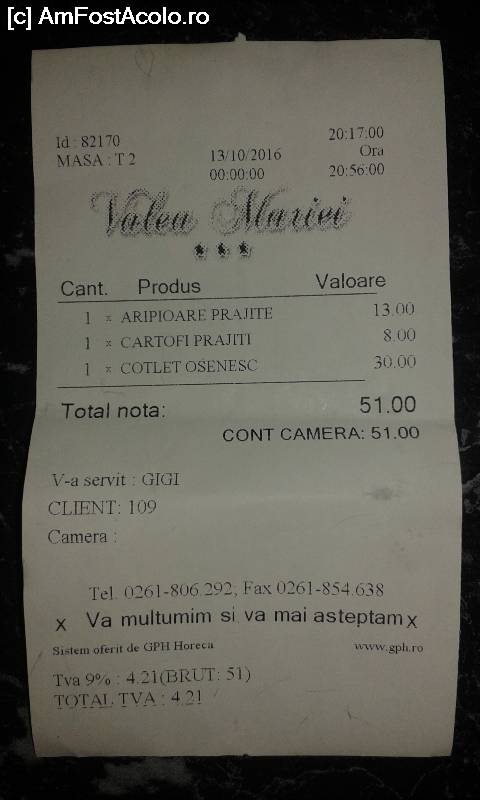 [c] AmFostAcolo.ro
Id : 82170 20:17:00
MASA : T 2 13/10/2016 Ora
00:00:00 20:56:00
Valea Mariei
Cant. Produs Valoare
1 x ARIPIOARE PRAJITE 13.00
1 x CARTOFI PRAJITI 8.00
1 x COTLET OSENESC 30.00
Total nota: 51.00
CONT CAMERA: 51.00
V-a servit : GIGI
CLIENT: 109
Camera :
Tel. 0261-806.292; Fax 0261-854.638
x Va multumim si va mai asteptam x
Sistem oferit de GPH Horeca www.gph.ro
Tva 9% : 4.21(BRUT: 51)
TOTAL TVA : 4.21